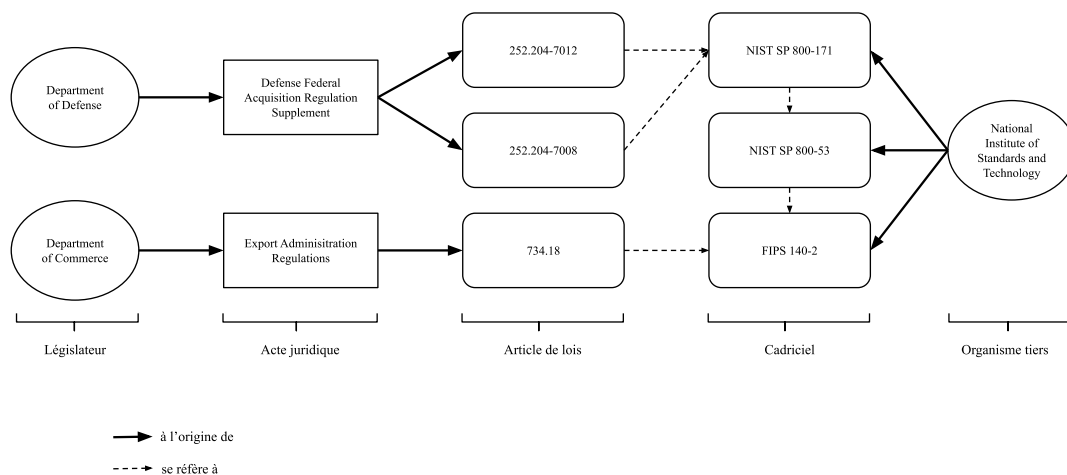 Department
of Defense
Defense Federal
Acquisition Regulation
Supplement
252.204-7012
252.204-7008
NIST SP 800-171
NIST SP 800-53
National
Institute of
Standards and
Technology
Department
of Commerce
Export Adminisitration
Regulations
734.18
FIPS 140-2
Législateur
Acte juridique
Article de lois
Cadriciel
Organisme tiers
à l’origine de
se réfère à